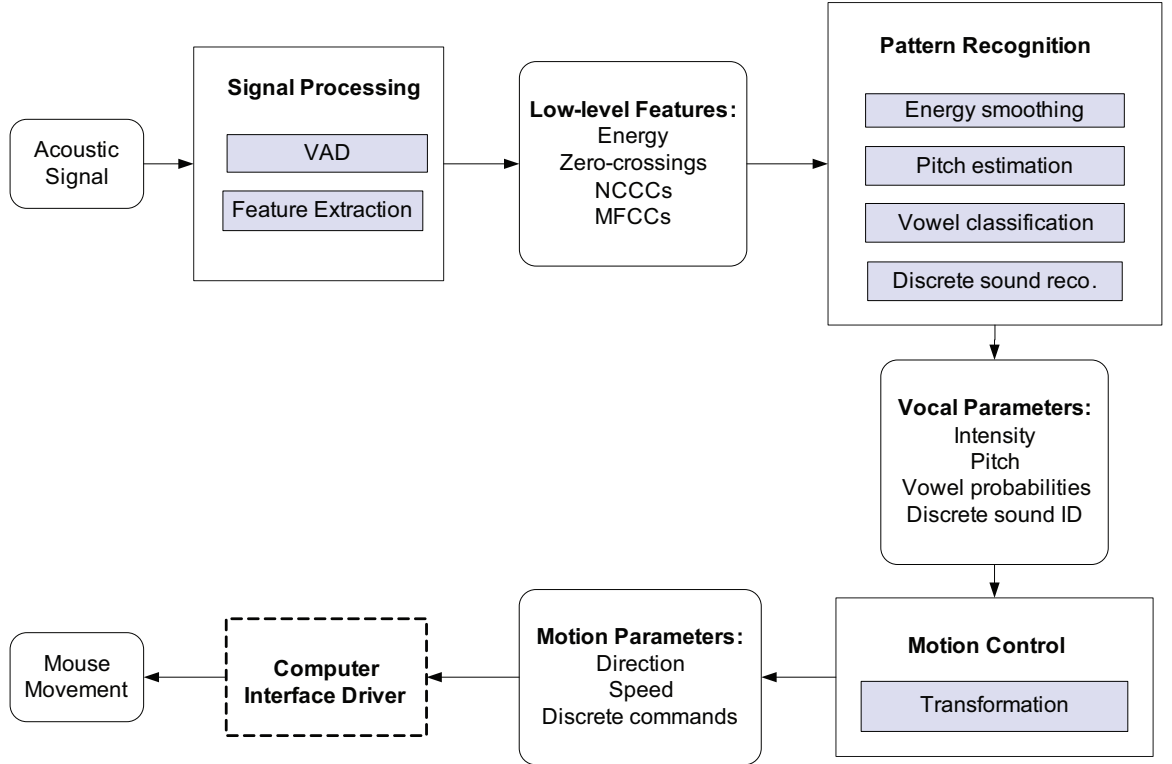 Acoustic
Signal
Signal Processing
VAD
Feature Extraction
Low-level Features:
Energy
Zero-crossings
NCCCs
MFCCs
Pattern Recognition
Energy smoothing
Pitch estimation
Vowel classification
Discrete sound reco.
Vocal Parameters:
Intensity
Pitch
Vowel probabilities
Discrete sound ID
Motion Control
Transformation
Motion Parameters:
Direction
Speed
Discrete commands
Computer
Interface Driver
Mouse
Movement